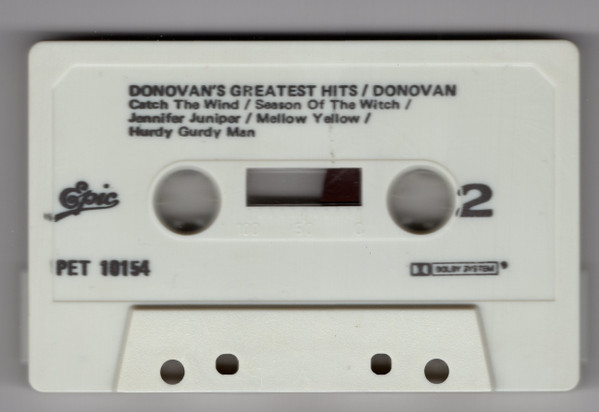 DONOVAN'S GREATEST HITS / DONOVAN
Catch The Wind / Season Of The Witch /
Jennifer Juniper / Mellow Yellow /
Hurdy Gurdy Man
Epic
2
100 50 0
PET 10154
DOLBY SYSTEM